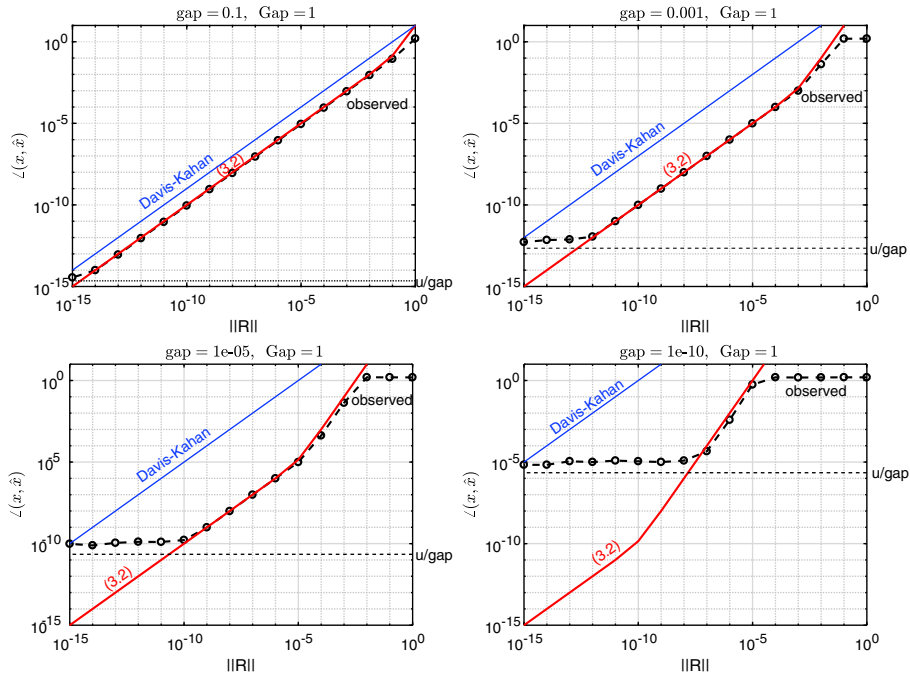 gap = 0.1, Gap = 1
10^0
10^-5
10^-10
10^-15
∠(x, x̂)
Davis-Kahan
(3.2)
observed
u/gap
10^-15 10^-10 10^-5 10^0
||R||
gap = 0.001, Gap = 1
10^0
10^-5
10^-10
10^-15
∠(x, x̂)
Davis-Kahan
(3.2)
observed
u/gap
10^-15 10^-10 10^-5 10^0
||R||
gap = 1e-05, Gap = 1
10^0
10^-5
10^10
10^15
∠(x, x̂)
Davis-Kahan
(3.2)
observed
u/gap
10^-15 10^-10 10^-5 10^0
||R||
gap = 1e-10, Gap = 1
10^0
10^-5
10^-10
10^-15
∠(x, x̂)
Davis-Kahan
(3.2)
observed
u/gap
10^-15 10^-10 10^-5 10^0
||R||